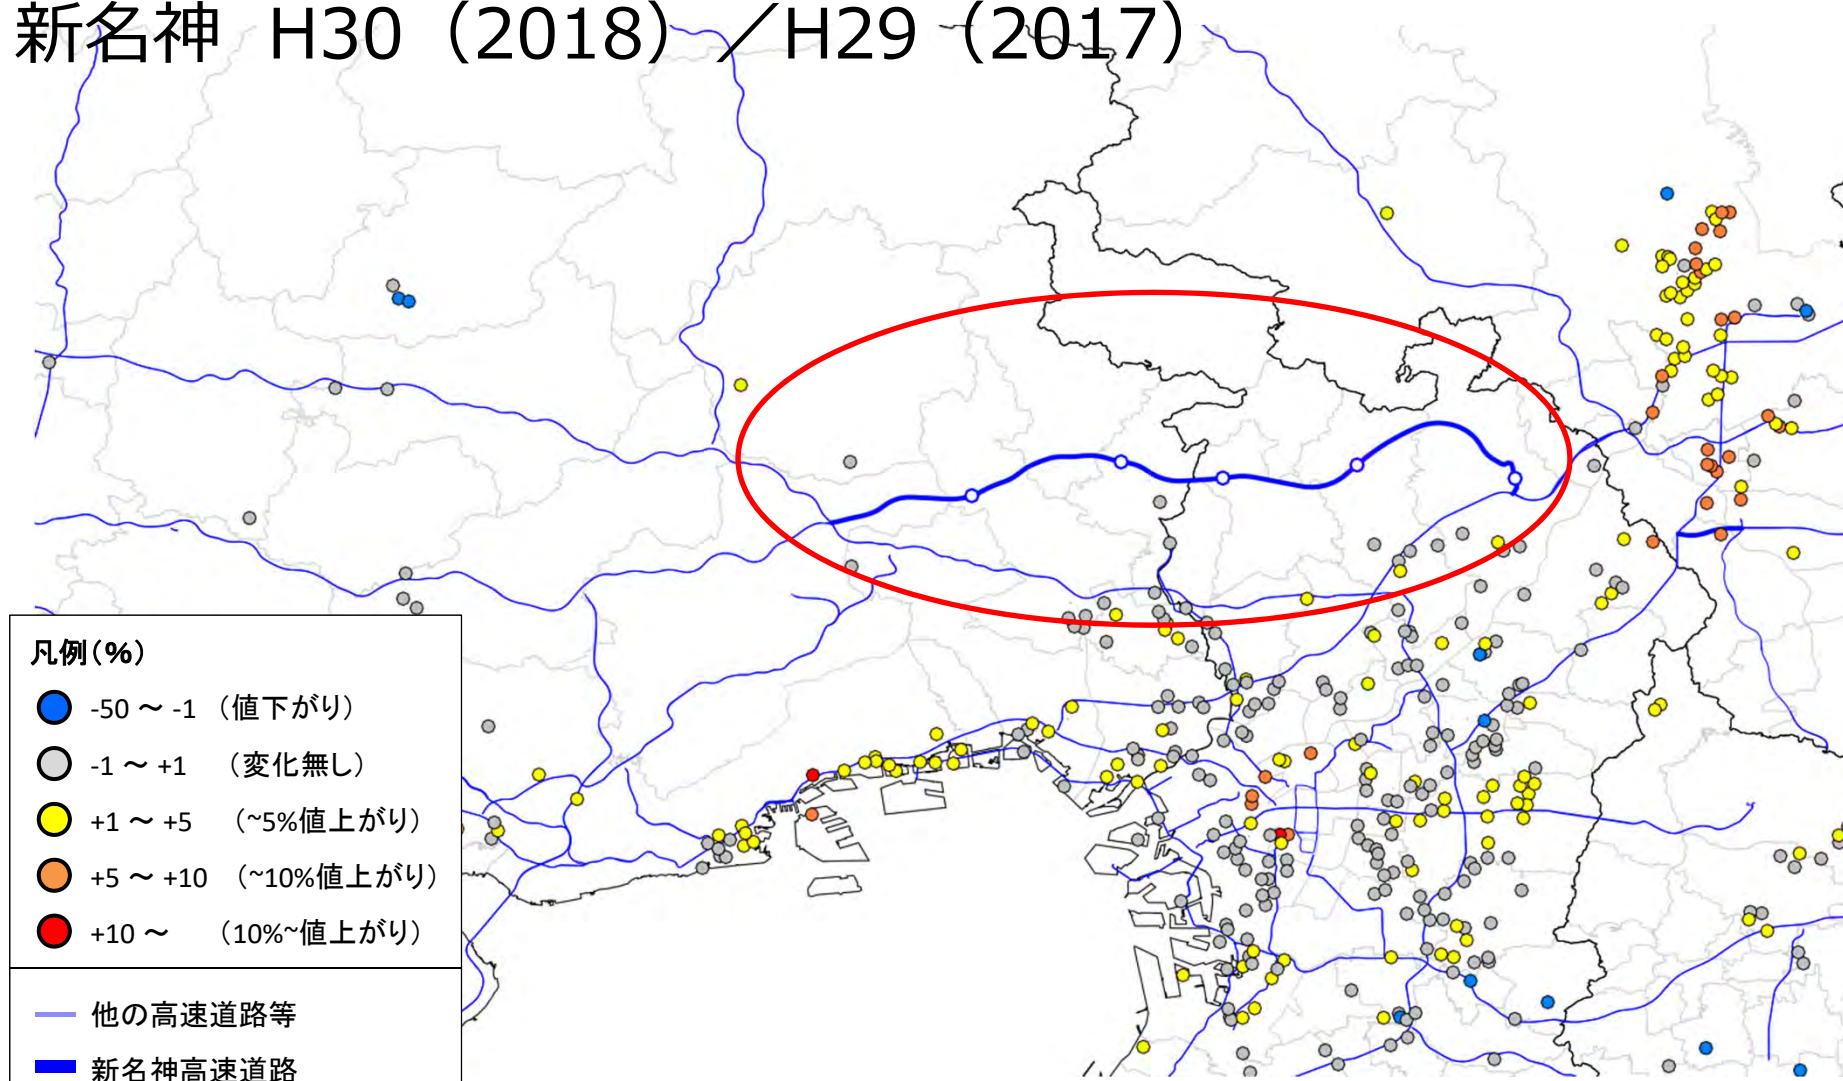 新名神　H30（2018）／H29（2017）
凡例(%)
-50 ～ -1 （値下がり）
-1 ～ +1 （変化無し）
+1 ～ +5 （~5%値上がり）
+5 ～ +10 （~10%値上がり）
+10 ～ （10%~値上がり）
他の高速道路等
新名神高速道路